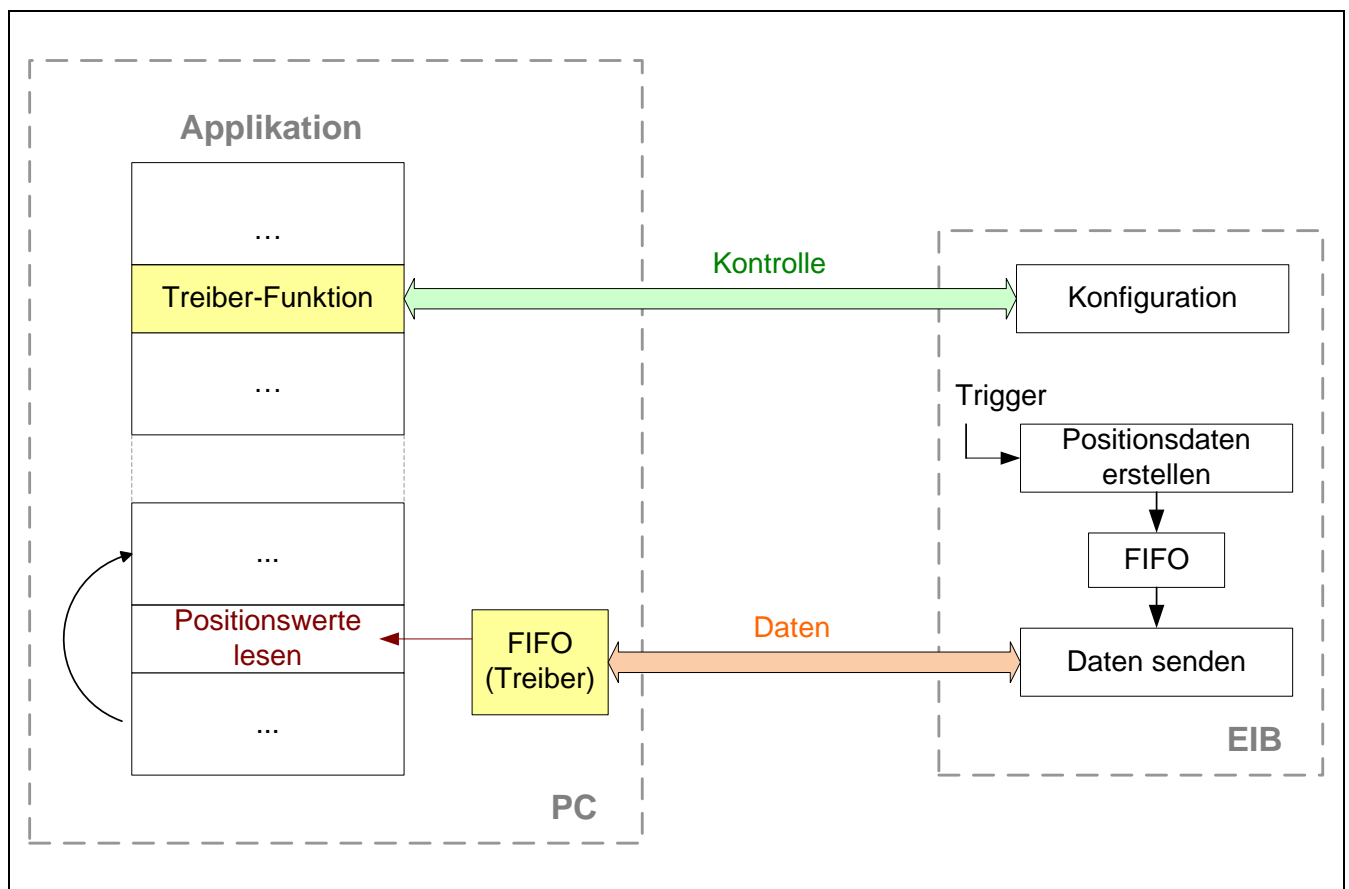 Applikation
…
Treiber-Funktion
…
...
Positionswerte
lesen
...
FIFO
(Treiber)
PC
Kontrolle
Daten
Konfiguration
Trigger
Positionsdaten
erstellen
FIFO
Daten senden
EIB